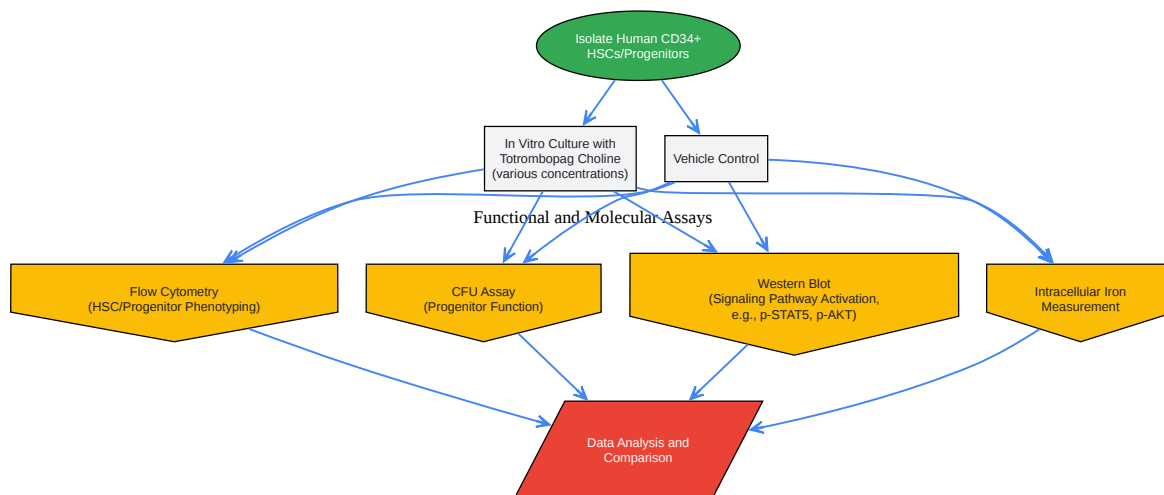 Isolate Human CD34+
HSCs/Progenitors
In Vitro Culture with
Totrombopag Choline
(various concentrations)
Vehicle Control
Functional and Molecular Assays
Flow Cytometry
(HSC/Progenitor Phenotyping)
CFU Assay
(Progenitor Function)
Western Blot
(Signaling Pathway Activation,
e.g., p-STAT5, p-AKT)
Intracellular Iron
Measurement
Data Analysis and
Comparison